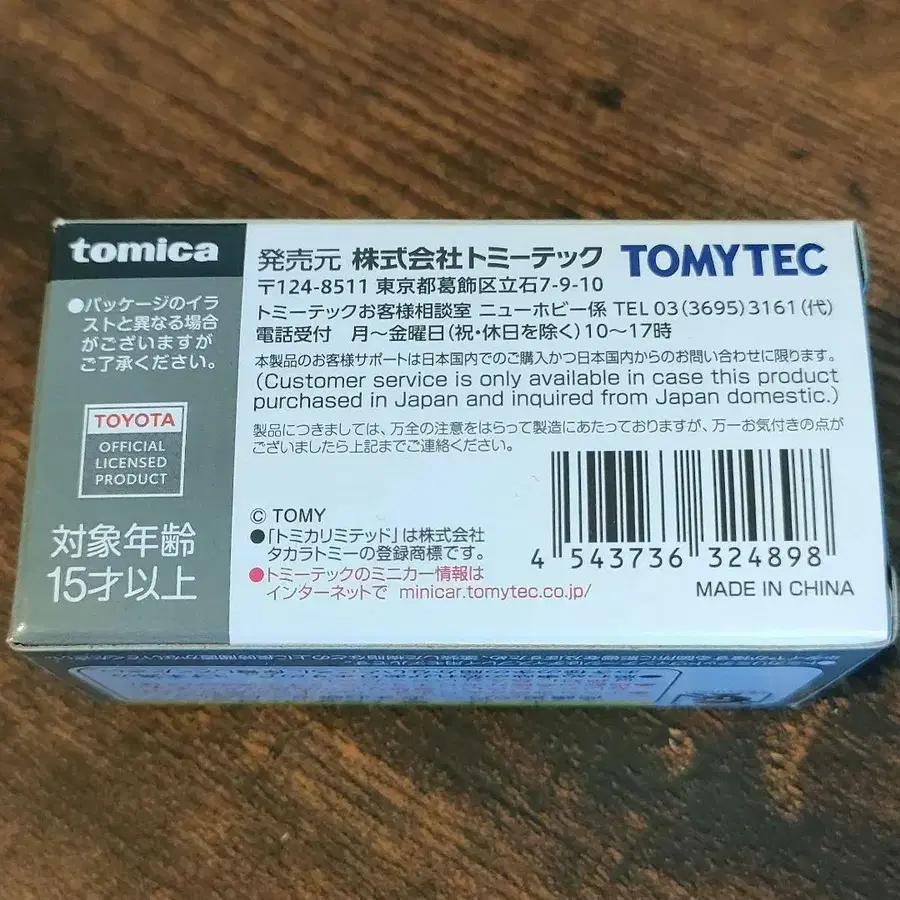 tomica
●パッケージのイラ
ストと異なる場合
がございますが
ご了承ください。
TOYOTA
OFFICIAL
LICENSED
PRODUCT
対象年齢
15才以上
発売元 株式会社トミーテック TOMYTEC
〒124-8511 東京都葛飾区立石7-9-10
トミーテックお客様相談室 ニューホビー係 TEL 03(3695)3161(代)
電話受付 月〜金曜日(祝・休日を除く)10〜17時
本製品のお客様サポートは日本国内でのご購入かつ日本国内からのお問い合わせに限ります。
(Customer service is only available in case this product
purchased in Japan and inquired from Japan domestic.)
製品につきましては、万全の注意をはらって製造にあたっておりますが、万一お気付きの点が
ございましたら上記までご連絡ください。
© TOMY
●「トミカリミテッド」は株式会社
タカラトミーの登録商標です。
●トミーテックのミニカー情報は
インターネットで minicar.tomytec.co.jp/
4 543736 324898
MADE IN CHINA